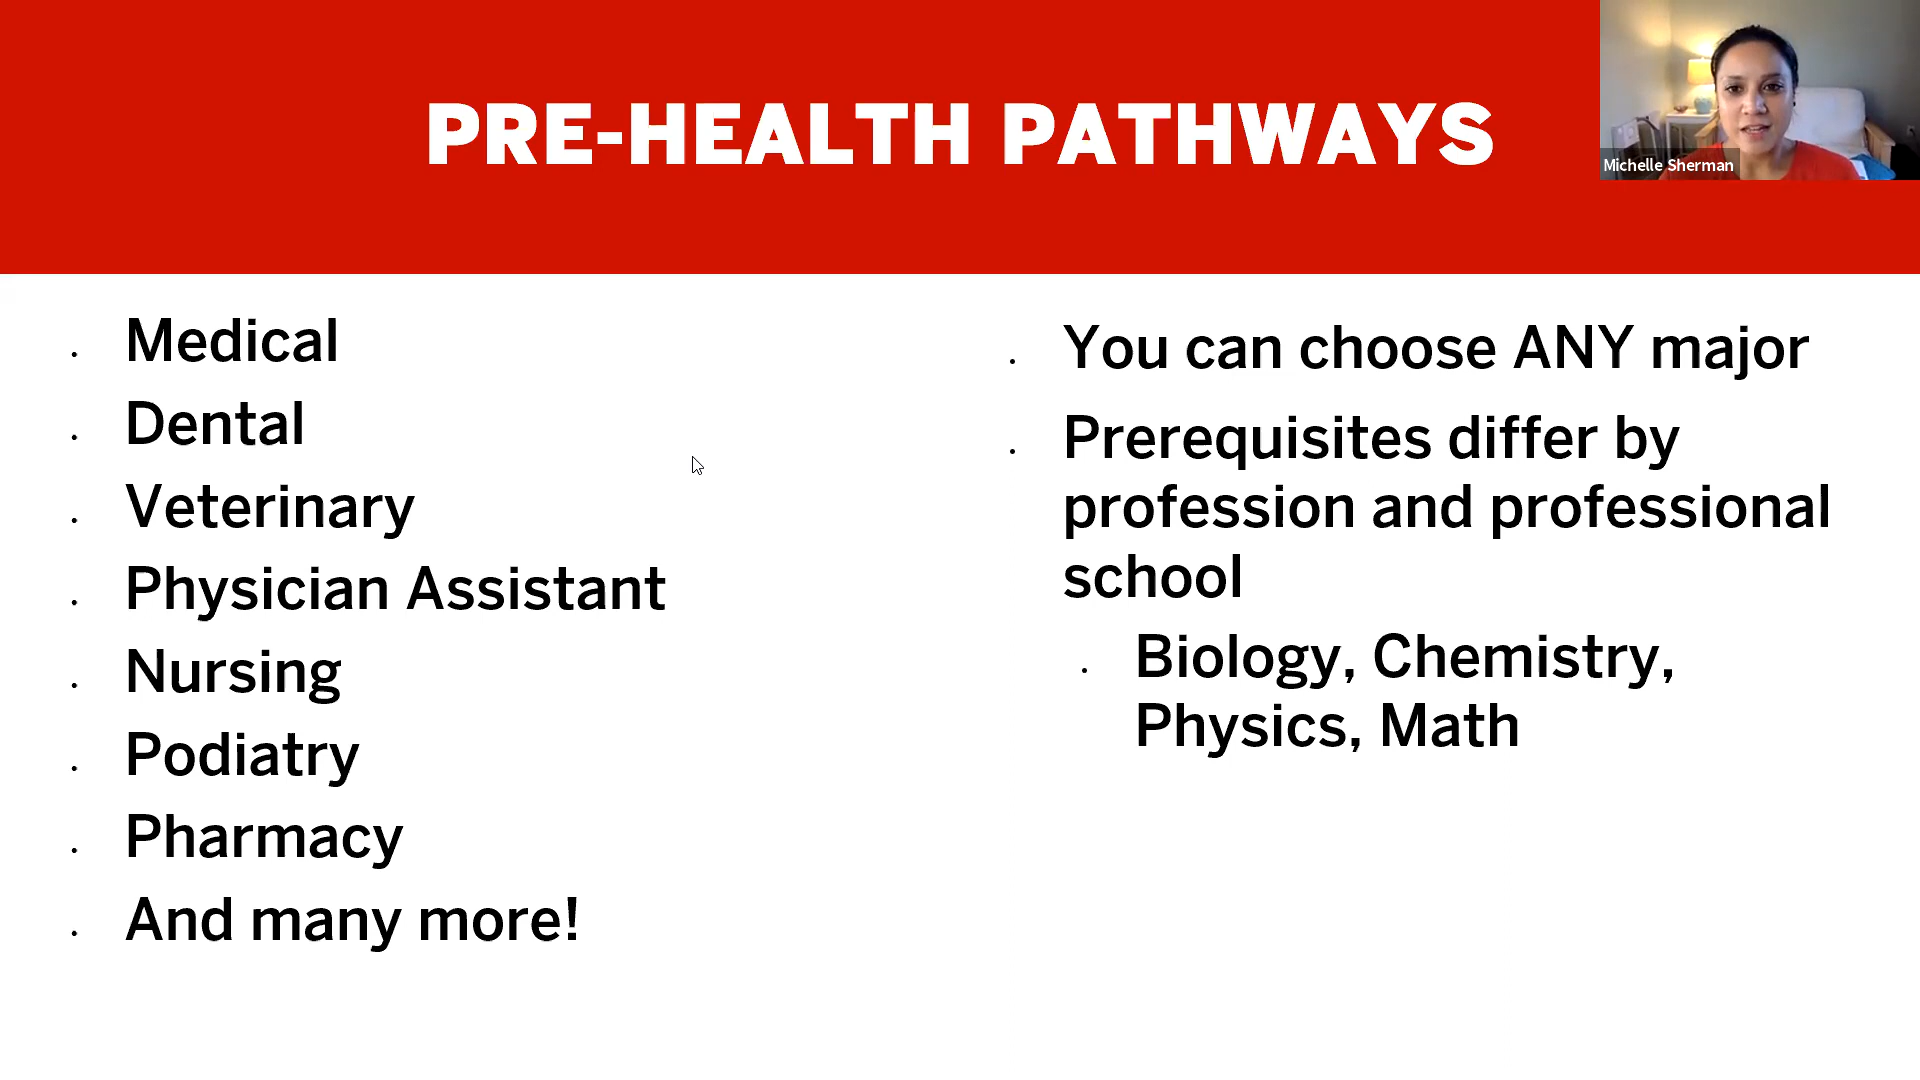 PRE-HEALTH PATHWAYS
Michelle Sherman
Medical
Dental
Veterinary
Physician Assistant
Nursing
Podiatry
Pharmacy
And many more!
You can choose ANY major
Prerequisites differ by
profession and professional
school
Biology, Chemistry,
Physics, Math